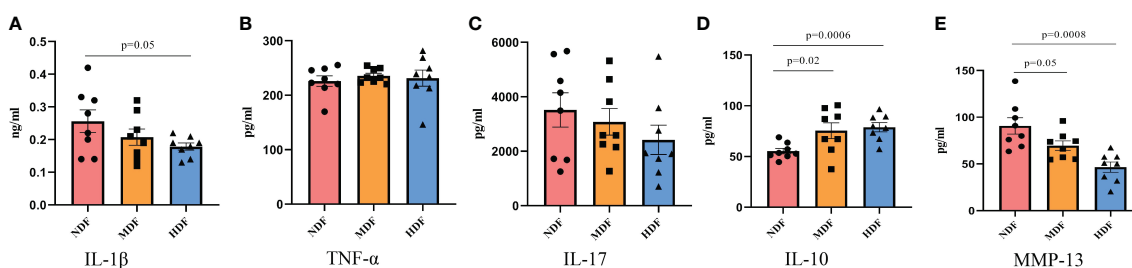 A
B
C
D
E
p=0.05
0.5
0.4
0.3
0.2
0.1
0.0
ng/ml
NDF
MDF
HDF
IL-1β
300
200
100
0
pg/ml
NDF
MDF
HDF
TNF-α
6000
4000
2000
0
pg/ml
NDF
MDF
HDF
IL-17
p=0.0006
p=0.02
150
100
50
0
pg/ml
NDF
MDF
HDF
IL-10
p=0.0008
p=0.05
150
100
50
0
pg/ml
NDF
MDF
HDF
MMP-13